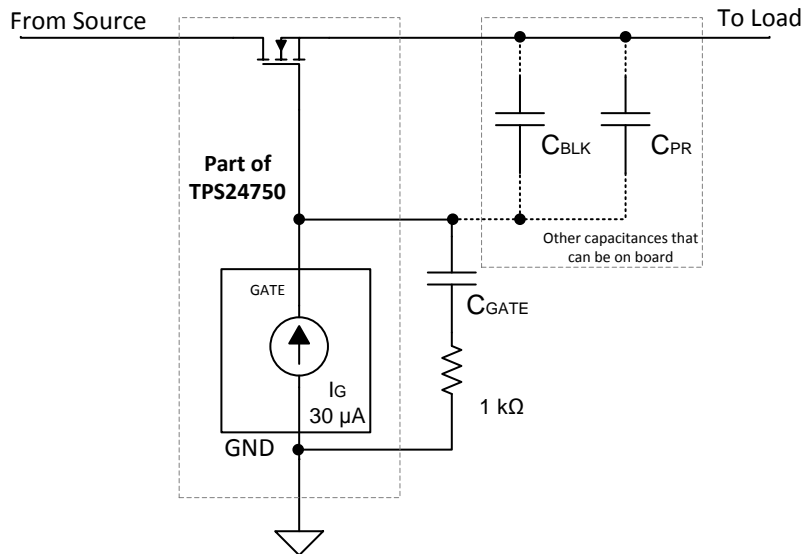 From Source
To Load
CBLK
CPR
Part of
TPS24750
Other capacitances that
can be on board
GATE
CGATE
IG
30 µA
1 kΩ
GND